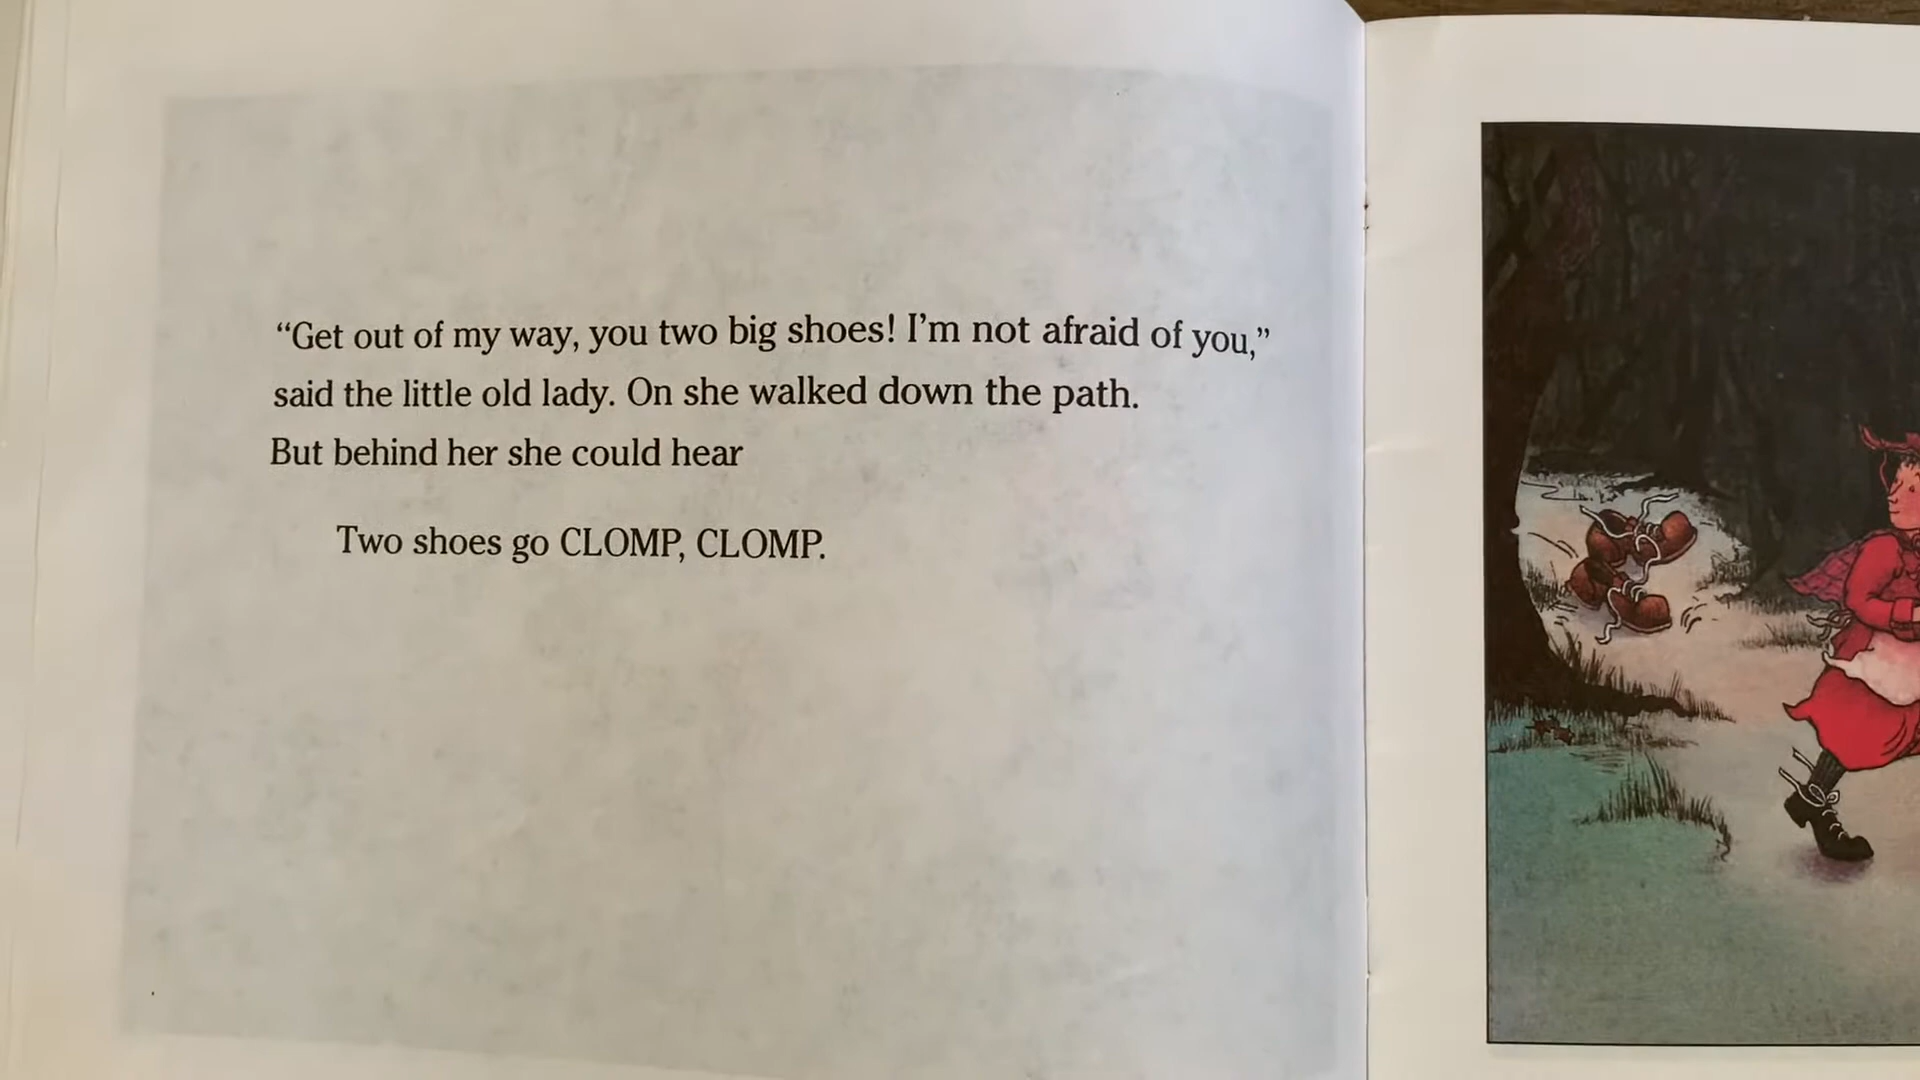 “Get out of my way, you two big shoes! I’m not afraid of you,”
said the little old lady. On she walked down the path.
But behind her she could hear
Two shoes go CLOMP, CLOMP.